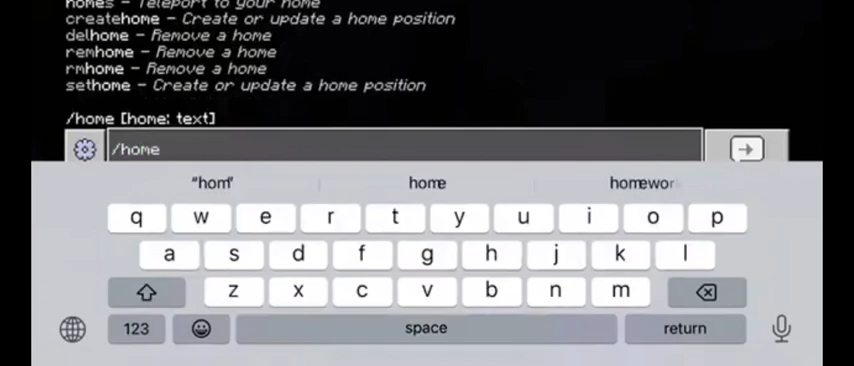 homes - Teleport to your home
createhome - Create or update a home position
delhome - Remove a home
remhome - Remove a home
rmhome - Remove a home
sethome - Create or update a home position
/home [home: text]
/home
"hom" home homewor
q w e r t y u i o p
a s d f g h j k l
z x c v b n m
123 space return